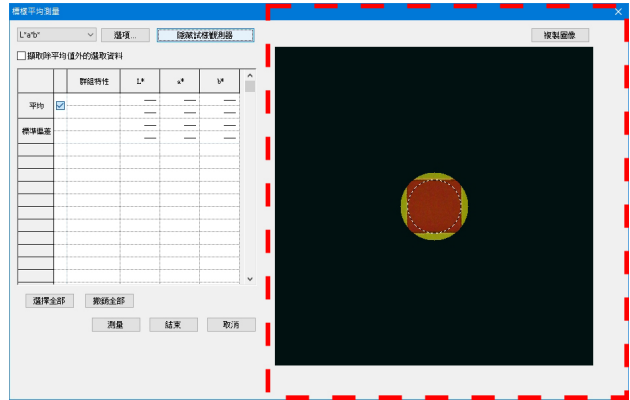 標樣平均測量
L*a*b*
選項...
隱藏試樣觀測器
複製圖像
擷取除平均值外的選取資料
群組特性 L* a* b*
平均
標準偏差
選擇全部
撤銷全部
測量
結束
取消